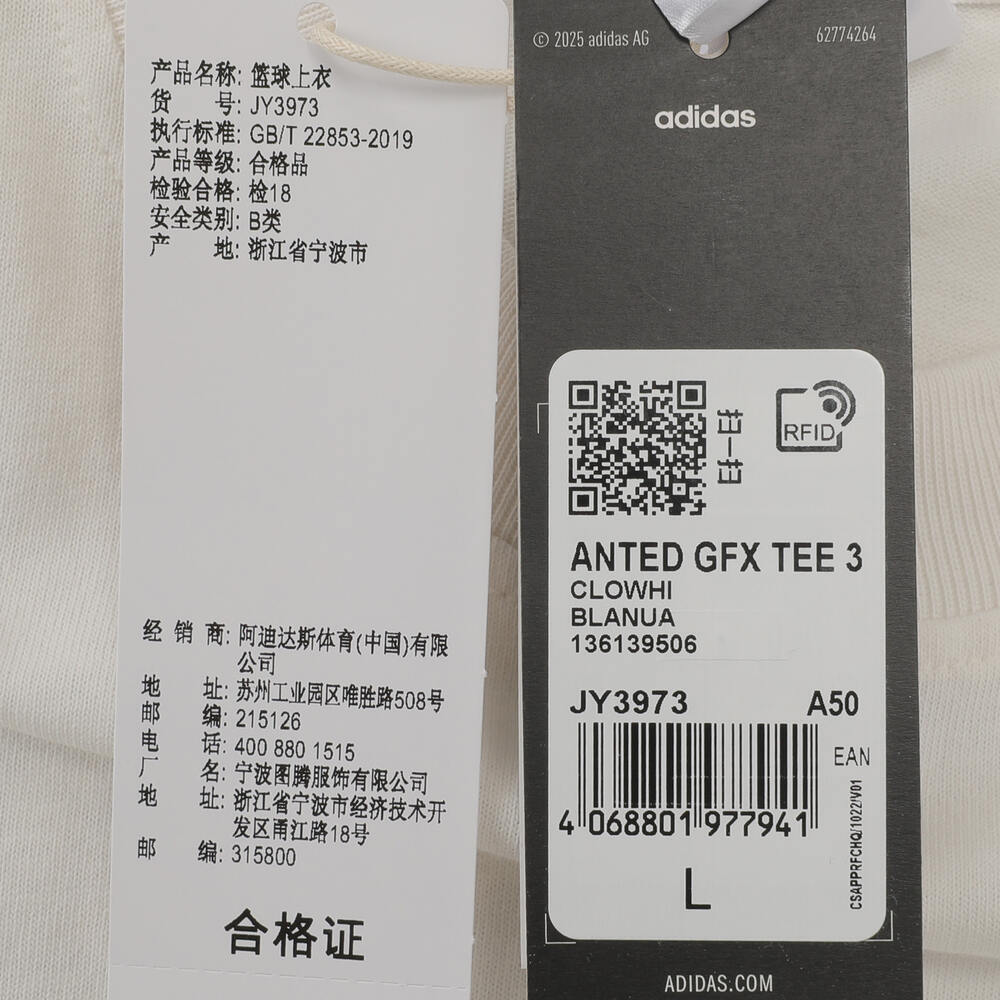 产品名称: 篮球上衣
货 号: JY3973
执行标准: GB/T 22853-2019
产品等级: 合格品
检验合格: 检18
安全类别: B类
产 地: 浙江省宁波市
经 销 商: 阿迪达斯体育(中国)有限
公司
地 址: 苏州工业园区唯胜路508号
邮 编: 215126
电 话: 400 880 1515
厂 名: 宁波图腾服饰有限公司
地 址: 浙江省宁波市经济技术开
发区甬江路18号
邮 编: 315800
合格证
© 2025 adidas AG
62774264
adidas
扫一扫
RFID
ANTED GFX TEE 3
CLOWHI
BLANUA
136139506
JY3973 A50
EAN
4 068801 977941
CSAPPRFCHQ/1022/V01
L
ADIDAS.COM